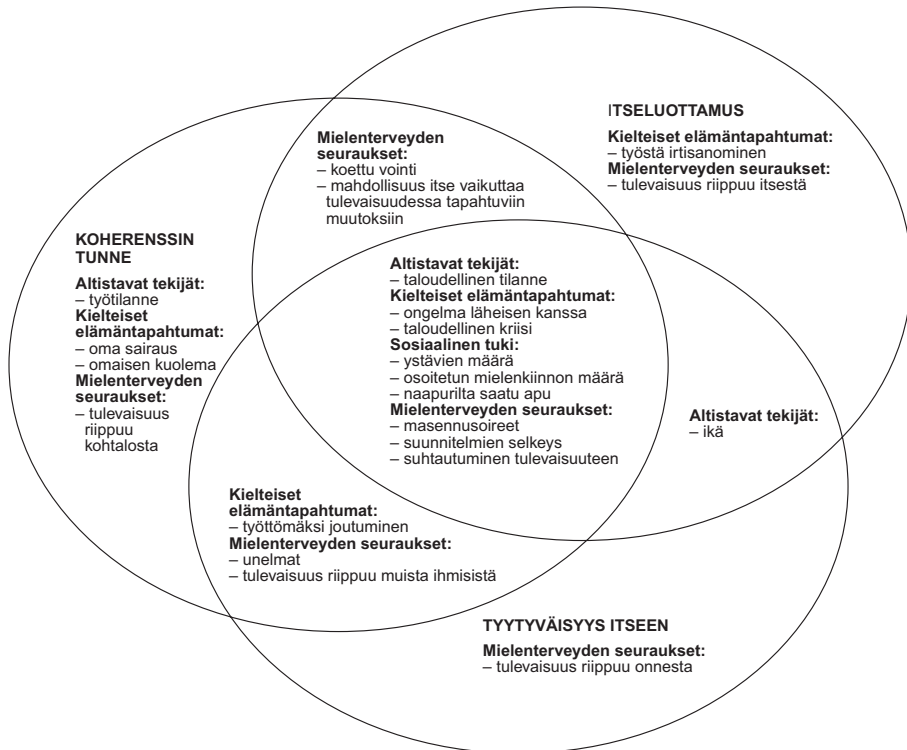 ITSELUOTTAMUS
Kielteiset elämäntapahtumat:
– työstä irtisanominen
Mielenterveyden seuraukset:
– tulevaisuus riippuu itsestä
Mielenterveyden
seuraukset:
– koettu vointi
– mahdollisuus itse vaikuttaa
tulevaisuudessa tapahtuviin
muutoksiin
KOHERENSSIN
TUNNE
Altistavat tekijät:
– työtilanne
Kielteiset
elämäntapahtumat:
– oma sairaus
– omaisen kuolema
Mielenterveyden
seuraukset:
– tulevaisuus
riippuu
kohtalosta
Altistavat tekijät:
– taloudellinen tilanne
Kielteiset elämäntapahtumat:
– ongelma läheisen kanssa
– taloudellinen kriisi
Sosiaalinen tuki:
– ystävien määrä
– osoitetun mielenkiinnon määrä
– naapurilta saatu apu
Mielenterveyden seuraukset:
– masennusoireet
– suunnitelmien selkeys
– suhtautuminen tulevaisuuteen
Altistavat tekijät:
– ikä
Kielteiset
elämäntapahtumat:
– työttömäksi joutuminen
Mielenterveyden seuraukset:
– unelmat
– tulevaisuus riippuu muista ihmisistä
TYYTYVÄISYYS ITSEEN
Mielenterveyden seuraukset:
– tulevaisuus riippuu onnesta